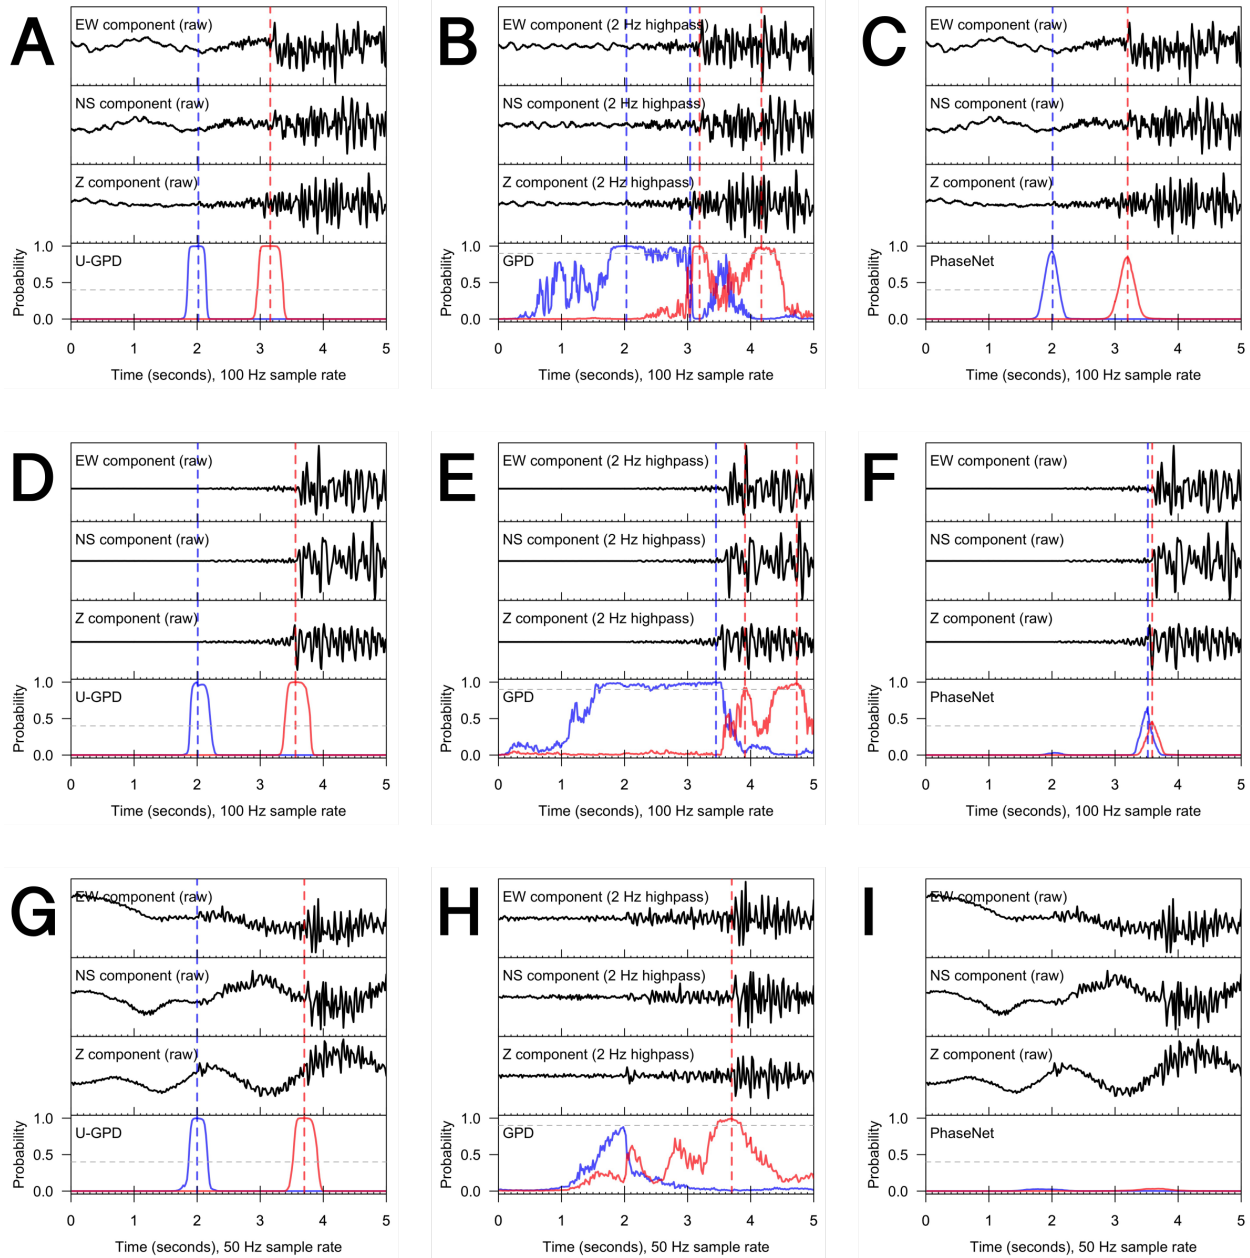 A
EW component (raw)
NS component (raw)
Z component (raw)
U-GPD
Probability
1.0
0.5
0.0
0 1 2 3 4 5
Time (seconds), 100 Hz sample rate
B
EW component (2 Hz highpass)
NS component (2 Hz highpass)
Z component (2 Hz highpass)
GPD
Probability
1.0
0.5
0.0
0 1 2 3 4 5
Time (seconds), 100 Hz sample rate
C
EW component (raw)
NS component (raw)
Z component (raw)
PhaseNet
Probability
1.0
0.5
0.0
0 1 2 3 4 5
Time (seconds), 100 Hz sample rate
D
EW component (raw)
NS component (raw)
Z component (raw)
U-GPD
Probability
1.0
0.5
0.0
0 1 2 3 4 5
Time (seconds), 100 Hz sample rate
E
EW component (2 Hz highpass)
NS component (2 Hz highpass)
Z component (2 Hz highpass)
GPD
Probability
1.0
0.5
0.0
0 1 2 3 4 5
Time (seconds), 100 Hz sample rate
F
EW component (raw)
NS component (raw)
Z component (raw)
PhaseNet
Probability
1.0
0.5
0.0
0 1 2 3 4 5
Time (seconds), 100 Hz sample rate
G
EW component (raw)
NS component (raw)
Z component (raw)
U-GPD
Probability
1.0
0.5
0.0
0 1 2 3 4 5
Time (seconds), 50 Hz sample rate
H
EW component (2 Hz highpass)
NS component (2 Hz highpass)
Z component (2 Hz highpass)
GPD
Probability
1.0
0.5
0.0
0 1 2 3 4 5
Time (seconds), 50 Hz sample rate
I
EW component (raw)
NS component (raw)
Z component (raw)
PhaseNet
Probability
1.0
0.5
0.0
0 1 2 3 4 5
Time (seconds), 50 Hz sample rate